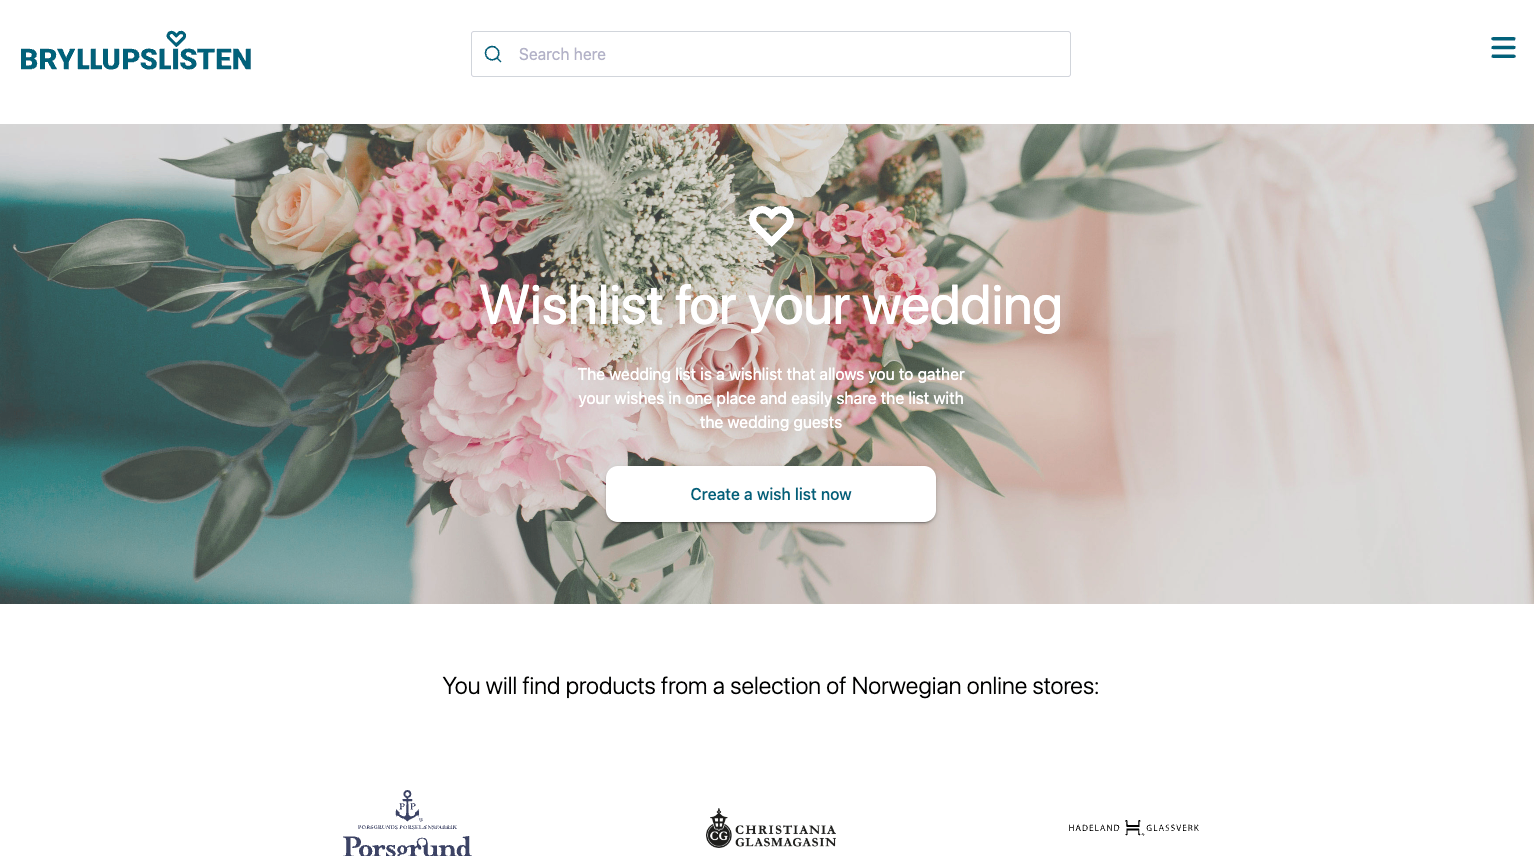 BRYLLUPSLISTEN
Search here
Wishlist for your wedding
The wedding list is a wishlist that allows you to gather
your wishes in one place and easily share the list with
the wedding guests
Create a wish list now
You will find products from a selection of Norwegian online stores:
PP
PORSGRUNDS PORSELÆNSFABRIK
Porsgrund
CG
CHRISTIANIA
GLASMAGASIN
HADELAND GLASSVERK